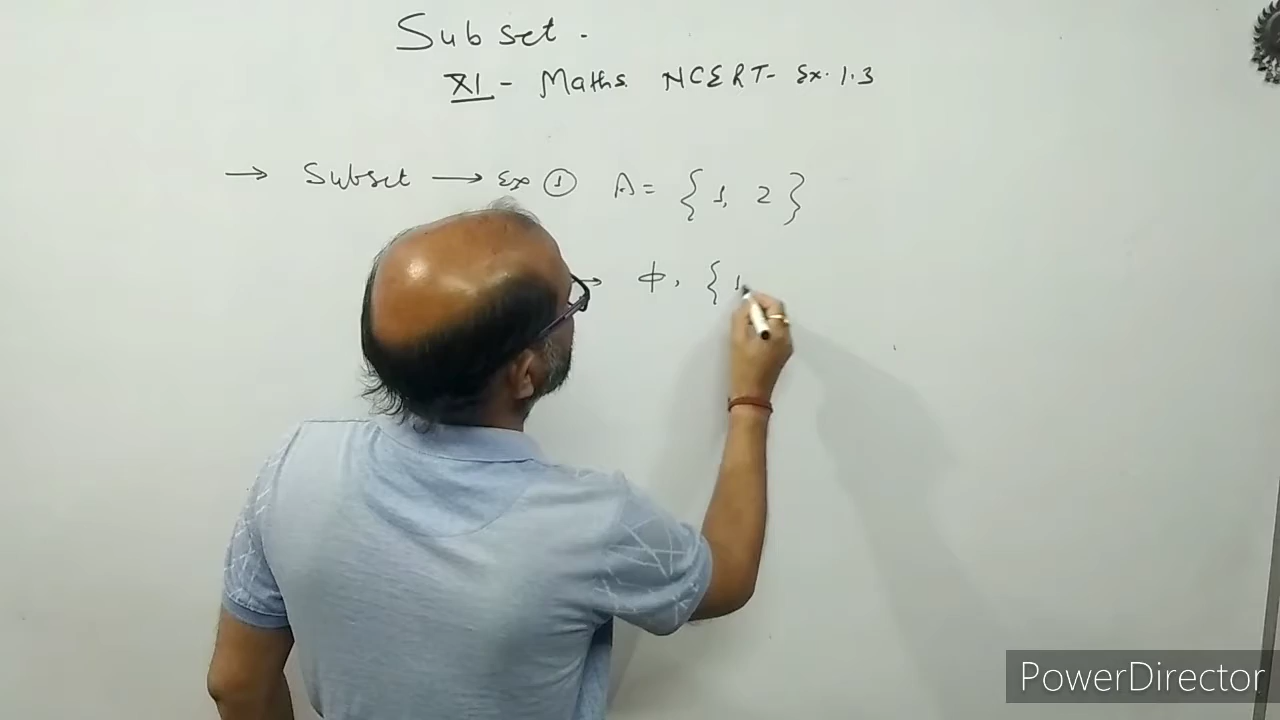 Subset.
XI - Maths NCERT- Ex. 1.3
→ Subset → Ex ① A = {1, 2}
→ ϕ, {1
PowerDirector